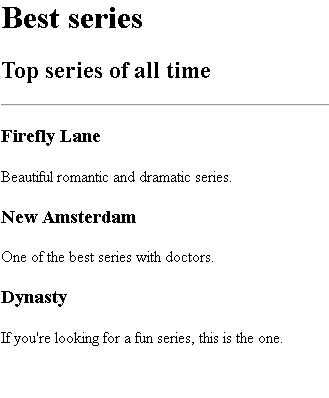 Best series
Top series of all time
Firefly Lane
Beautiful romantic and dramatic series.
New Amsterdam
One of the best series with doctors.
Dynasty
If you're looking for a fun series, this is the one.